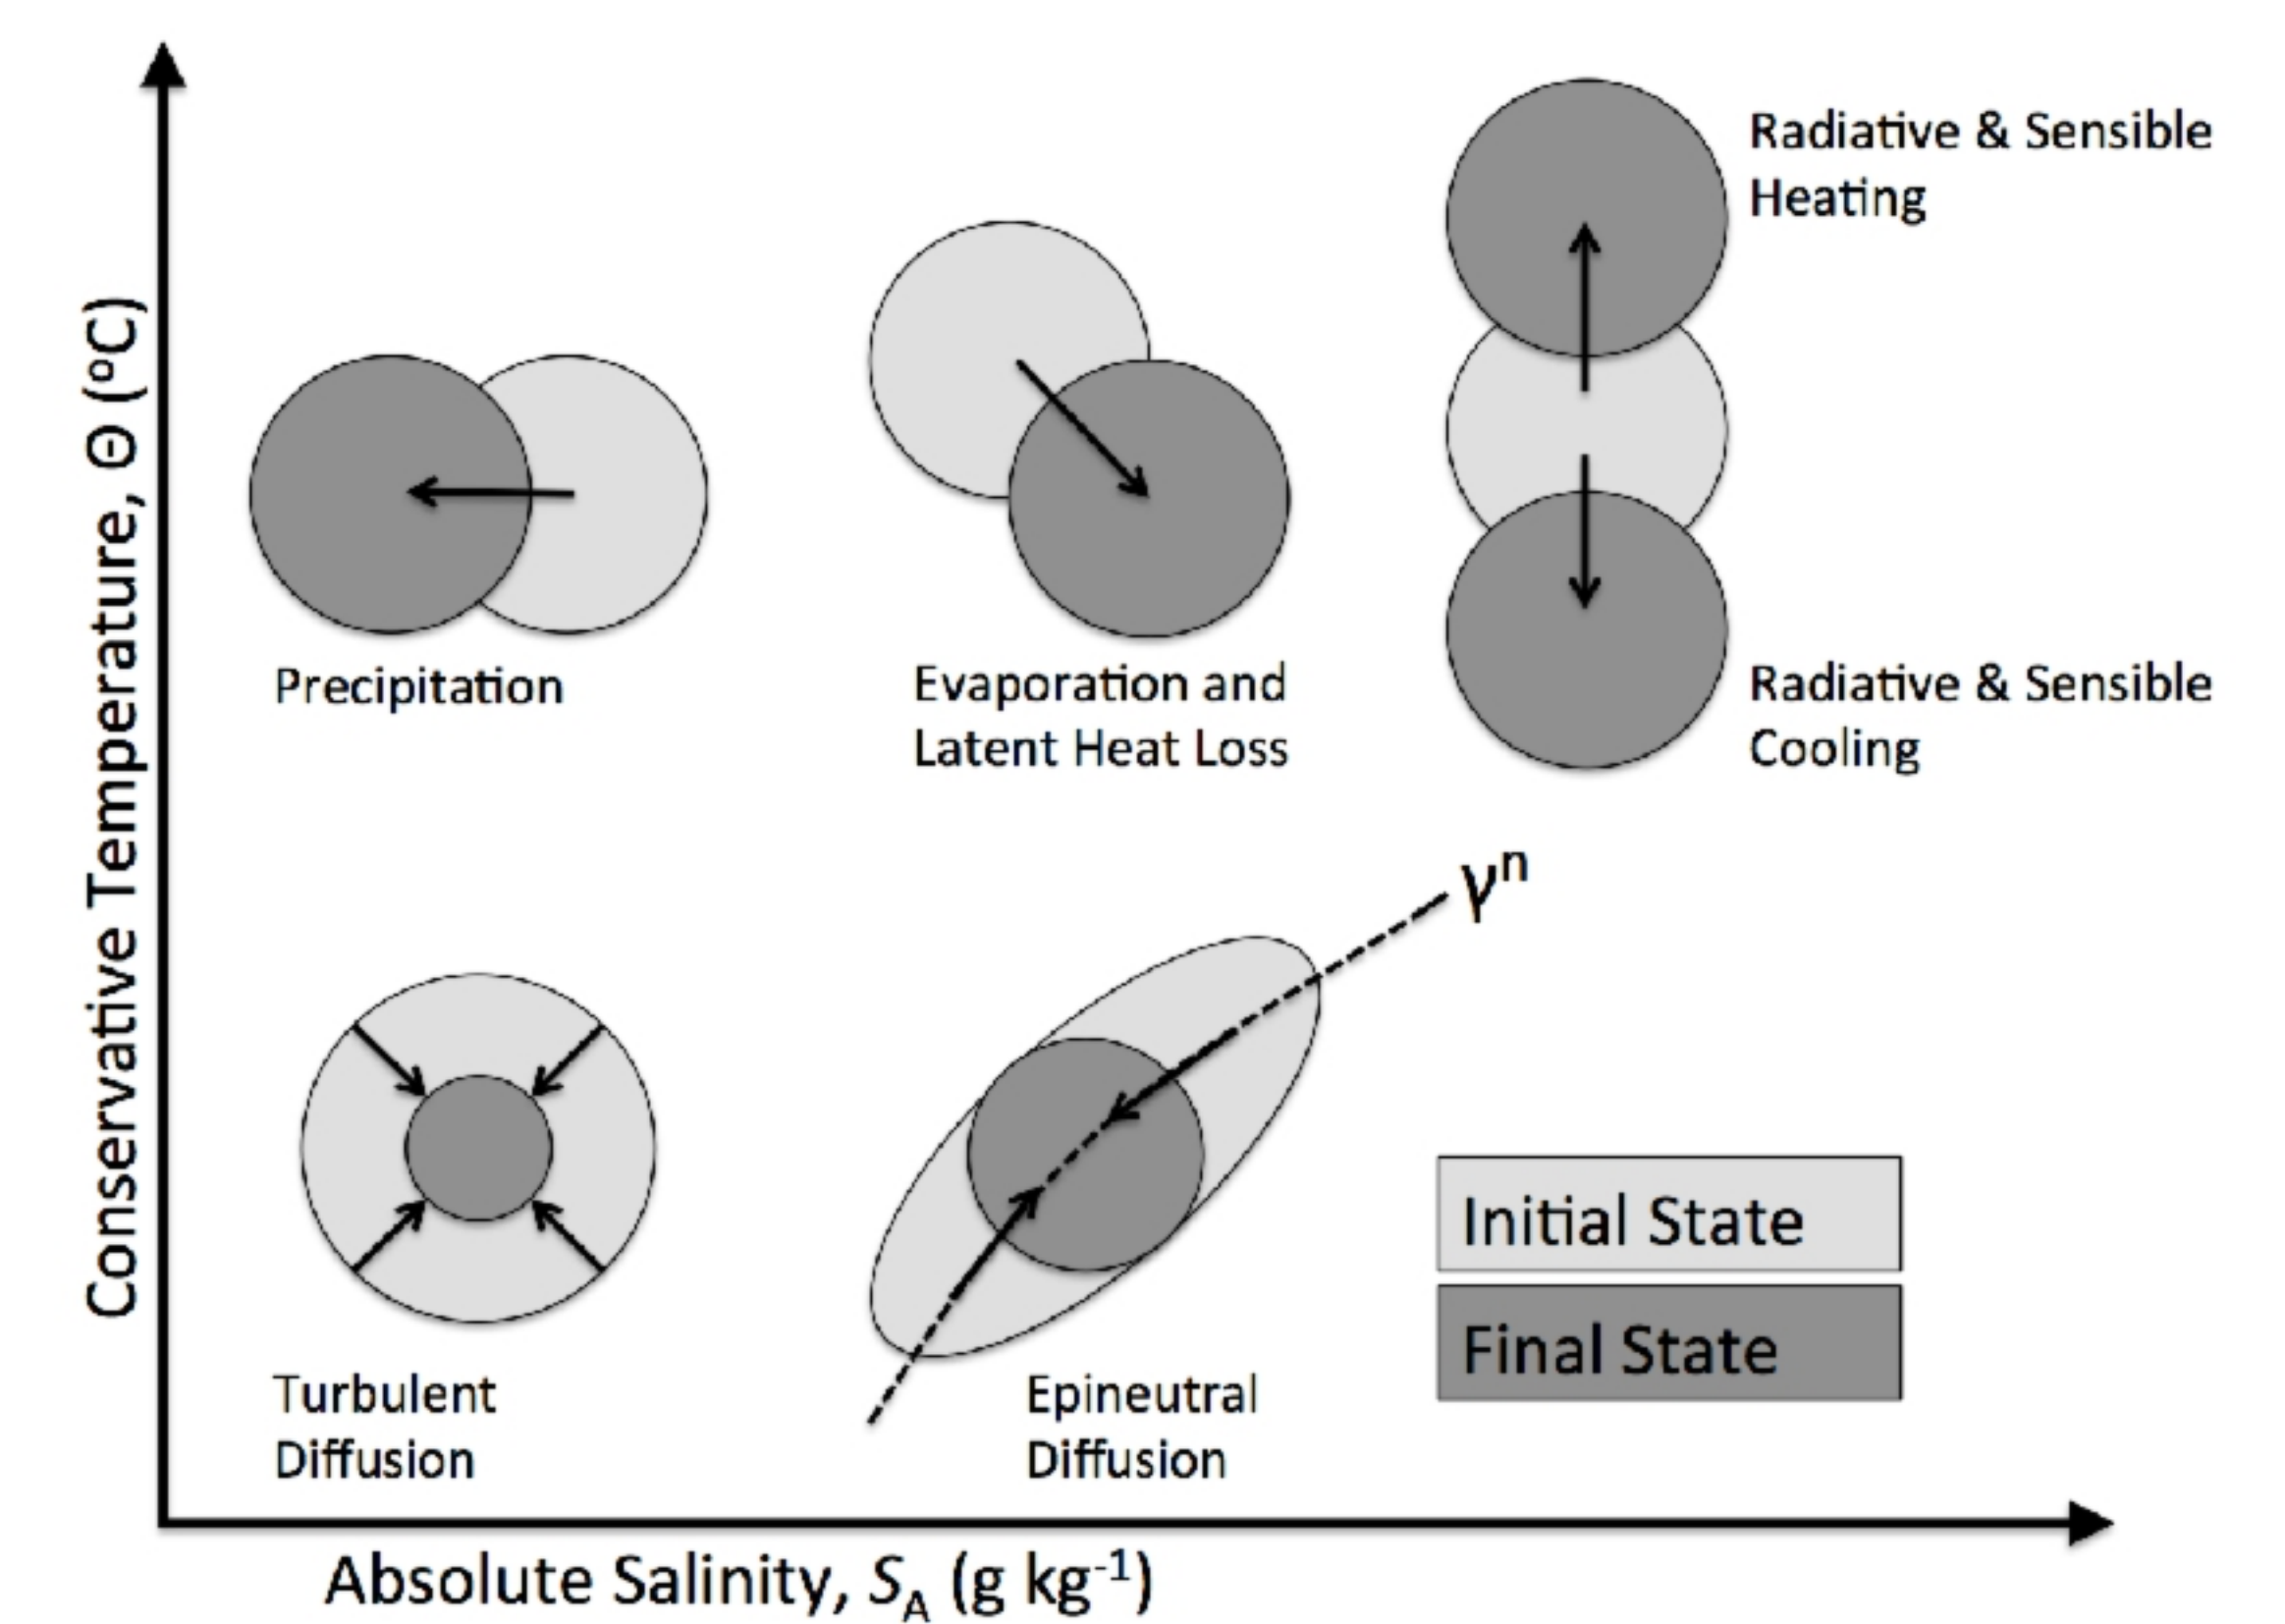 Conservative Temperature, Θ (ºC)
Radiative & Sensible
Heating
Precipitation
Evaporation and
Latent Heat Loss
Radiative & Sensible
Cooling
γⁿ
Turbulent
Diffusion
Epineutral
Diffusion
Initial State
Final State
Absolute Salinity, S_A (g kg⁻¹)